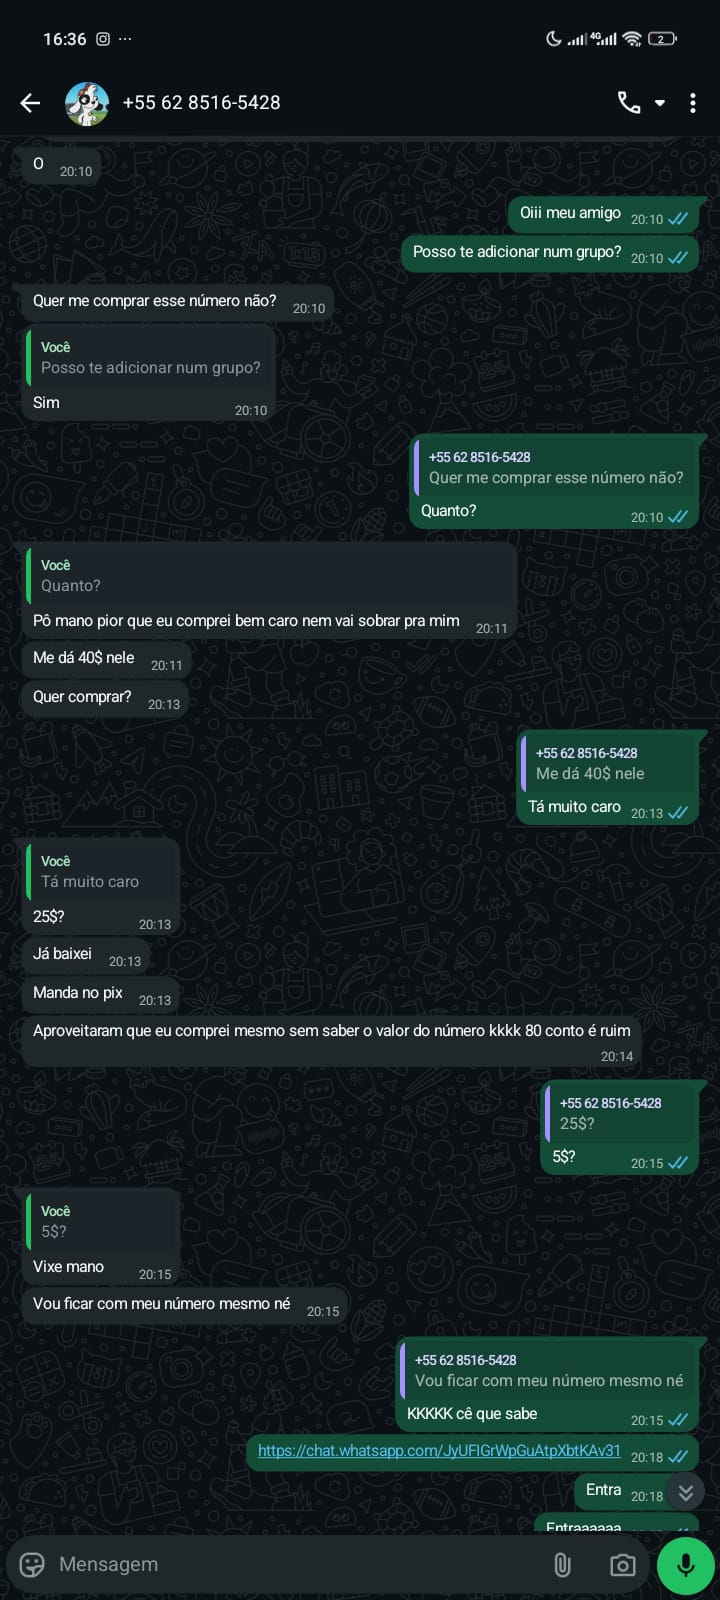 16:36
4G
2
+55 62 8516-5428
O 20:10
Oiii meu amigo 20:10
Posso te adicionar num grupo? 20:10
Quer me comprar esse número não? 20:10
Você
Posso te adicionar num grupo?
Sim 20:10
+55 62 8516-5428
Quer me comprar esse número não?
Quanto? 20:10
Você
Quanto?
Pô mano pior que eu comprei bem caro nem vai sobrar pra mim 20:11
Me dá 40$ nele 20:11
Quer comprar? 20:13
+55 62 8516-5428
Me dá 40$ nele
Tá muito caro 20:13
Você
Tá muito caro
25$? 20:13
Já baixei 20:13
Manda no pix 20:13
Aproveitaram que eu comprei mesmo sem saber o valor do número kkkk 80 conto é ruim
20:14
+55 62 8516-5428
25$?
5$? 20:15
Você
5$?
Vixe mano 20:15
Vou ficar com meu número mesmo né 20:15
+55 62 8516-5428
Vou ficar com meu número mesmo né
KKKKK cê que sabe 20:15
https://chat.whatsapp.com/JyUFIGrWpGuAtpXbtKAv31 20:18
Entra 20:18
Entraaaaaa
Mensagem